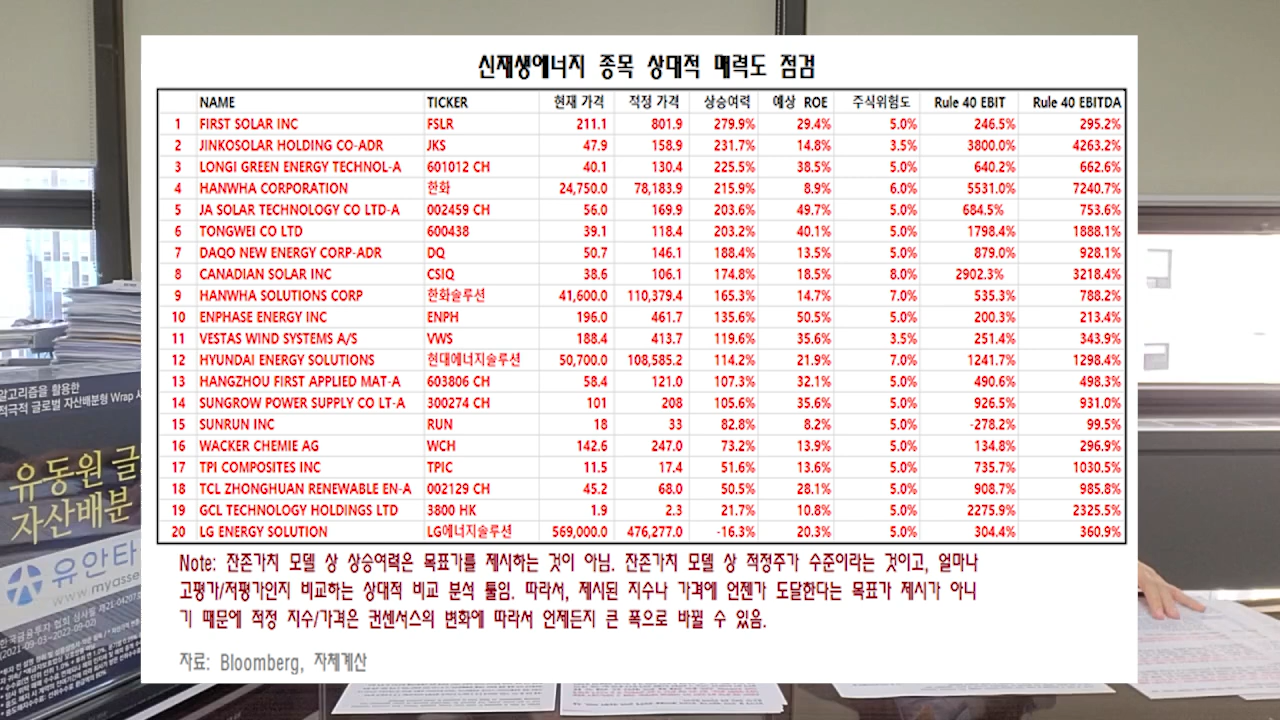 신재생에너지 종목 상대적 매력도 점검
NAME TICKER 현재 가격 적정 가격 상승여력 예상 ROE 주식위험도 Rule 40 EBIT Rule 40 EBITDA
1 FIRST SOLAR INC FSLR 211.1 801.9 279.9% 29.4% 5.0% 246.5% 295.2%
2 JINKOSOLAR HOLDING CO-ADR JKS 47.9 158.9 231.7% 14.8% 3.5% 3800.0% 4263.2%
3 LONGI GREEN ENERGY TECHNOL-A 601012 CH 40.1 130.4 225.5% 38.5% 5.0% 640.2% 662.6%
4 HANWHA CORPORATION 한화 24,750.0 78,183.9 215.9% 8.9% 6.0% 5531.0% 7240.7%
5 JA SOLAR TECHNOLOGY CO LTD-A 002459 CH 56.0 169.9 203.6% 49.7% 5.0% 684.5% 753.6%
6 TONGWEI CO LTD 600438 39.1 118.4 203.2% 40.1% 5.0% 1798.4% 1888.1%
7 DAQO NEW ENERGY CORP-ADR DQ 50.7 146.1 188.4% 13.5% 5.0% 879.0% 928.1%
8 CANADIAN SOLAR INC CSIQ 38.6 106.1 174.8% 18.5% 8.0% 2902.3% 3218.4%
9 HANWHA SOLUTIONS CORP 한화솔루션 41,600.0 110,379.4 165.3% 14.7% 7.0% 535.3% 788.2%
10 ENPHASE ENERGY INC ENPH 196.0 461.7 135.6% 50.5% 5.0% 200.3% 213.4%
11 VESTAS WIND SYSTEMS A/S VWS 188.4 413.7 119.6% 35.6% 3.5% 251.4% 343.9%
12 HYUNDAI ENERGY SOLUTIONS 현대에너지솔루션 50,700.0 108,585.2 114.2% 21.9% 7.0% 1241.7% 1298.4%
13 HANGZHOU FIRST APPLIED MAT-A 603806 CH 58.4 121.0 107.3% 32.1% 5.0% 490.6% 498.3%
14 SUNGROW POWER SUPPLY CO LT-A 300274 CH 101 208 105.6% 35.6% 5.0% 926.5% 931.0%
15 SUNRUN INC RUN 18 33 82.8% 8.2% 5.0% -278.2% 99.5%
16 WACKER CHEMIE AG WCH 142.6 247.0 73.2% 13.9% 5.0% 134.8% 296.9%
17 TPI COMPOSITES INC TPIC 11.5 17.4 51.6% 13.6% 5.0% 735.7% 1030.5%
18 TCL ZHONGHUAN RENEWABLE EN-A 002129 CH 45.2 68.0 50.5% 28.1% 5.0% 908.7% 985.8%
19 GCL TECHNOLOGY HOLDINGS LTD 3800 HK 1.9 2.3 21.7% 10.8% 5.0% 2275.9% 2325.5%
20 LG ENERGY SOLUTION LG에너지솔루션 569,000.0 476,277.0 -16.3% 20.3% 5.0% 304.4% 360.9%
Note: 잔존가치 모델 상 상승여력은 목표가를 제시하는 것이 아님. 잔존가치 모델 상 적정주가 수준이라는 것이고, 얼마나
고평가/저평가인지 비교하는 상대적 비교 분석 툴임. 따라서, 제시된 지수나 가격에 언젠가 도달한다는 목표가 제시가 아니
기 때문에 적정 지수/가격은 컨센서스의 변화에 따라서 언제든지 큰 폭으로 바뀔 수 있음.
자료: Bloomberg, 자체계산
알고리즘을 활용한
적극적 글로벌 자산배분형 Wrap
유동원 글
자산배분
유안타
www.myasse
(2021-09-03~2022-09-02)